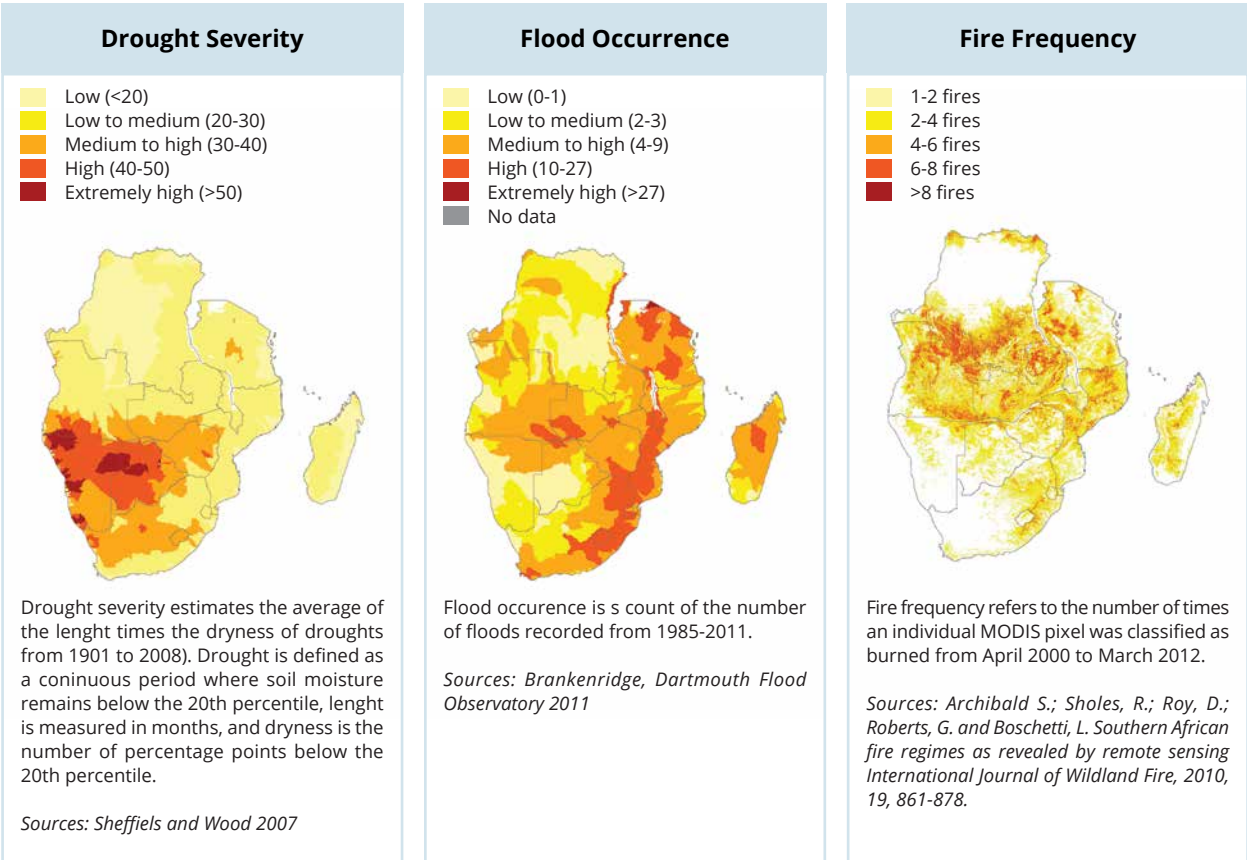 Drought Severity
Low (<20)
Low to medium (20-30)
Medium to high (30-40)
High (40-50)
Extremely high (>50)
Drought severity estimates the average of
the lenght times the dryness of droughts
from 1901 to 2008). Drought is defined as
a coninuous period where soil moisture
remains below the 20th percentile, lenght
is measured in months, and dryness is the
number of percentage points below the
20th percentile.
Sources: Sheffiels and Wood 2007
Flood Occurrence
Low (0-1)
Low to medium (2-3)
Medium to high (4-9)
High (10-27)
Extremely high (>27)
No data
Flood occurence is s count of the number
of floods recorded from 1985-2011.
Sources: Brankenridge, Dartmouth Flood
Observatory 2011
Fire Frequency
1-2 fires
2-4 fires
4-6 fires
6-8 fires
>8 fires
Fire frequency refers to the number of times
an individual MODIS pixel was classified as
burned from April 2000 to March 2012.
Sources: Archibald S.; Sholes, R.; Roy, D.;
Roberts, G. and Boschetti, L. Southern African
fire regimes as revealed by remote sensing
International Journal of Wildland Fire, 2010,
19, 861-878.